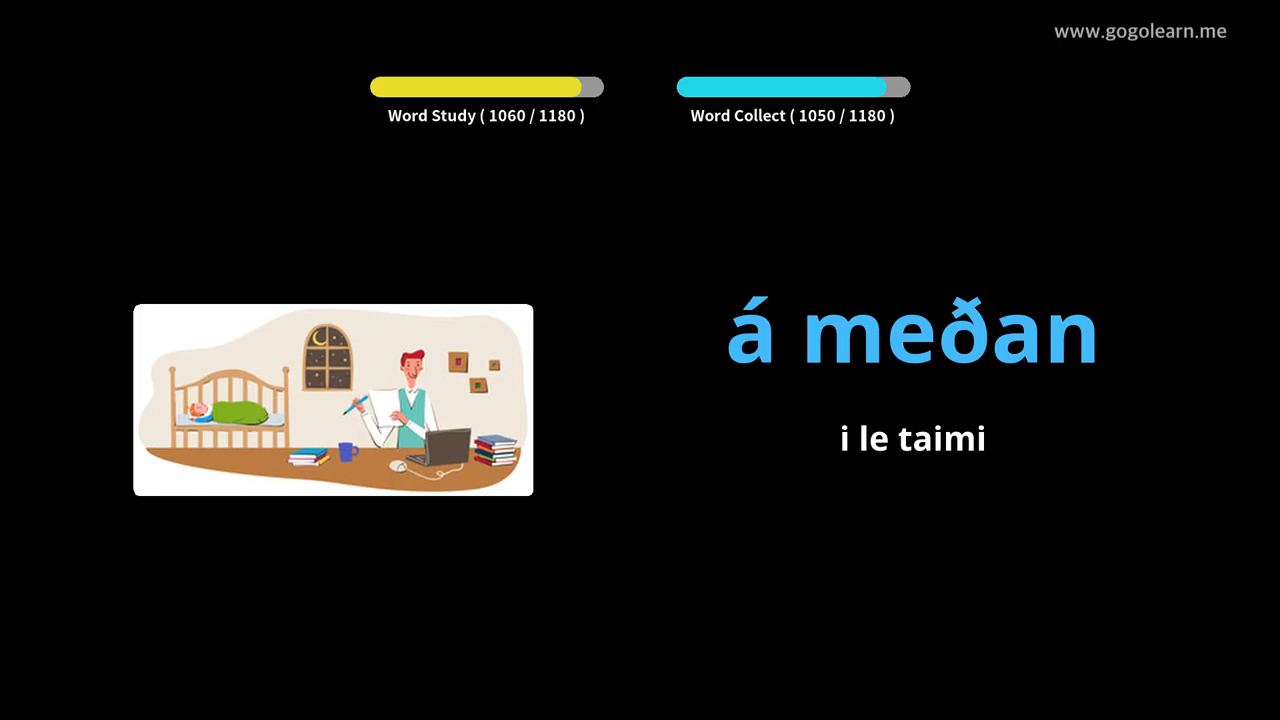 www.gogolearn.me
Word Study ( 1060 / 1180 )
Word Collect ( 1050 / 1180 )
á meðan
i le taimi